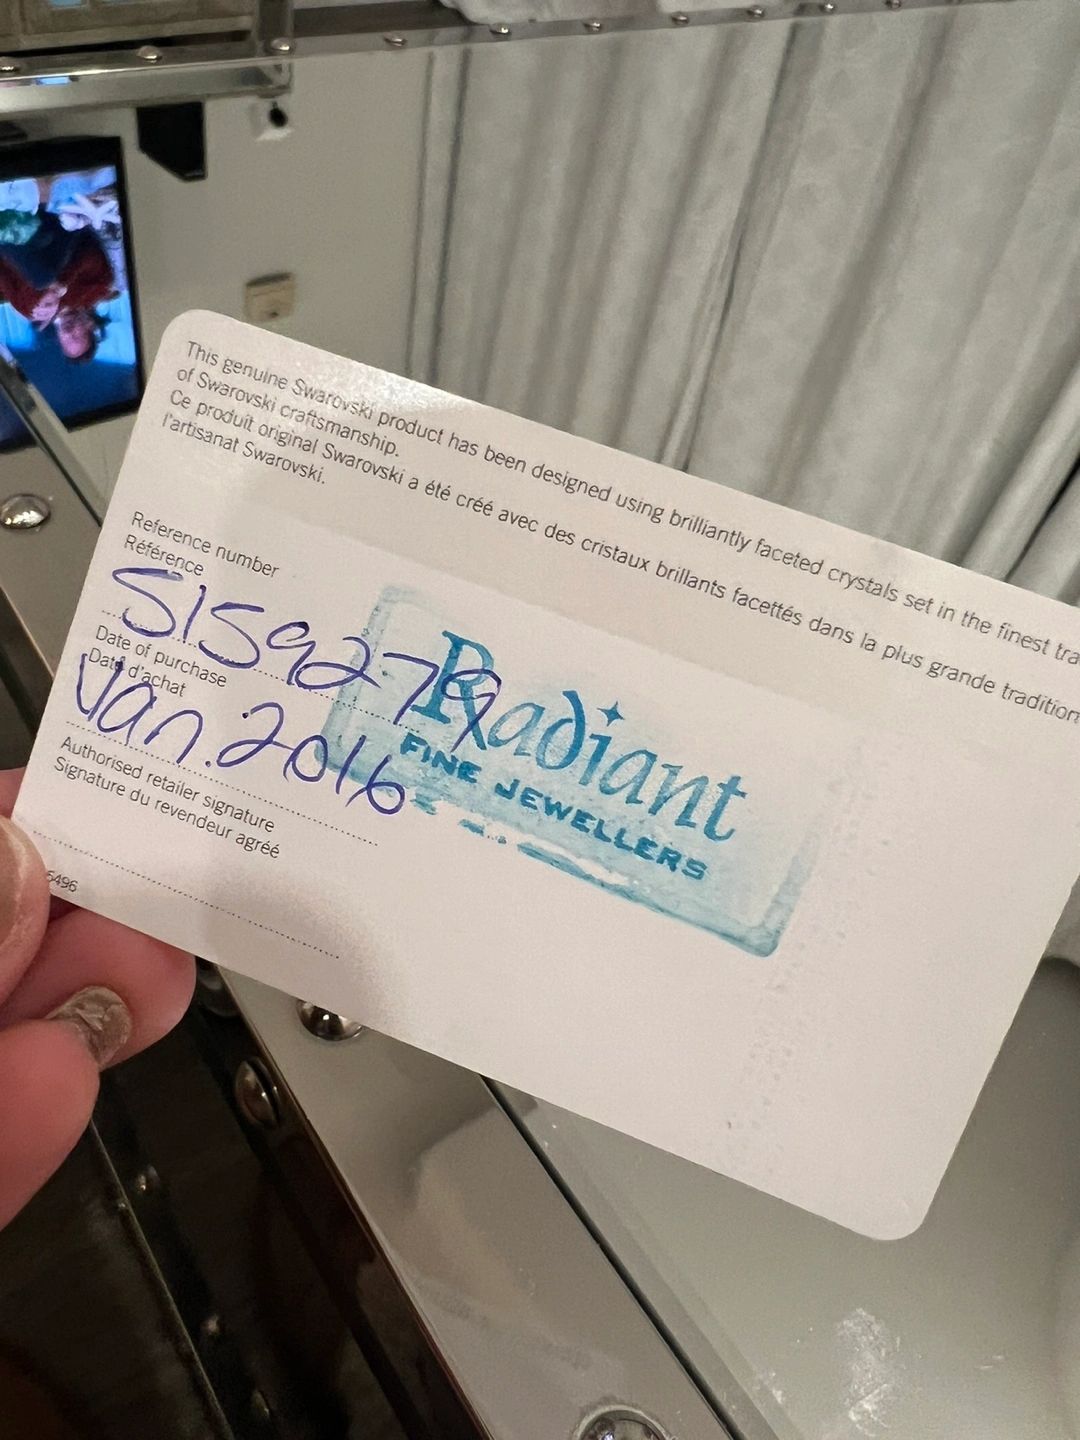 This genuine Swarovski product has been designed using brilliantly faceted crystals set in the finest tra
of Swarovski craftsmanship.
Ce produit original Swarovski a été créé avec des cristaux brillants facettés dans la plus grande tradition
l'artisanat Swarovski.
Reference number
Référence
5159279
Date of purchase
Date d'achat
Jan. 2016
Authorised retailer signature
Signature du revendeur agréé
5496
Radiant
FINE JEWELLERS